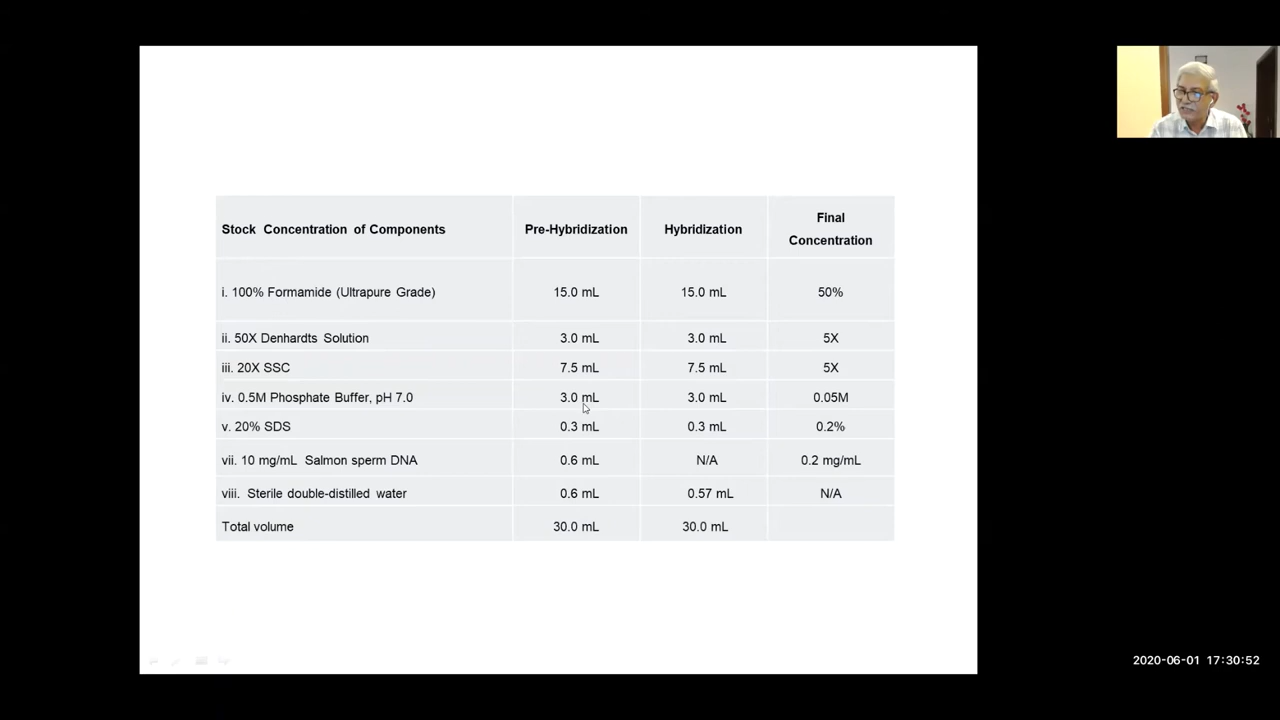 Stock Concentration of Components Pre-Hybridization Hybridization Final Concentration
i. 100% Formamide (Ultrapure Grade) 15.0 mL 15.0 mL 50%
ii. 50X Denhardts Solution 3.0 mL 3.0 mL 5X
iii. 20X SSC 7.5 mL 7.5 mL 5X
iv. 0.5M Phosphate Buffer, pH 7.0 3.0 mL 3.0 mL 0.05M
v. 20% SDS 0.3 mL 0.3 mL 0.2%
vii. 10 mg/mL Salmon sperm DNA 0.6 mL N/A 0.2 mg/mL
viii. Sterile double-distilled water 0.6 mL 0.57 mL N/A
Total volume 30.0 mL 30.0 mL
2020-06-01 17:30:52